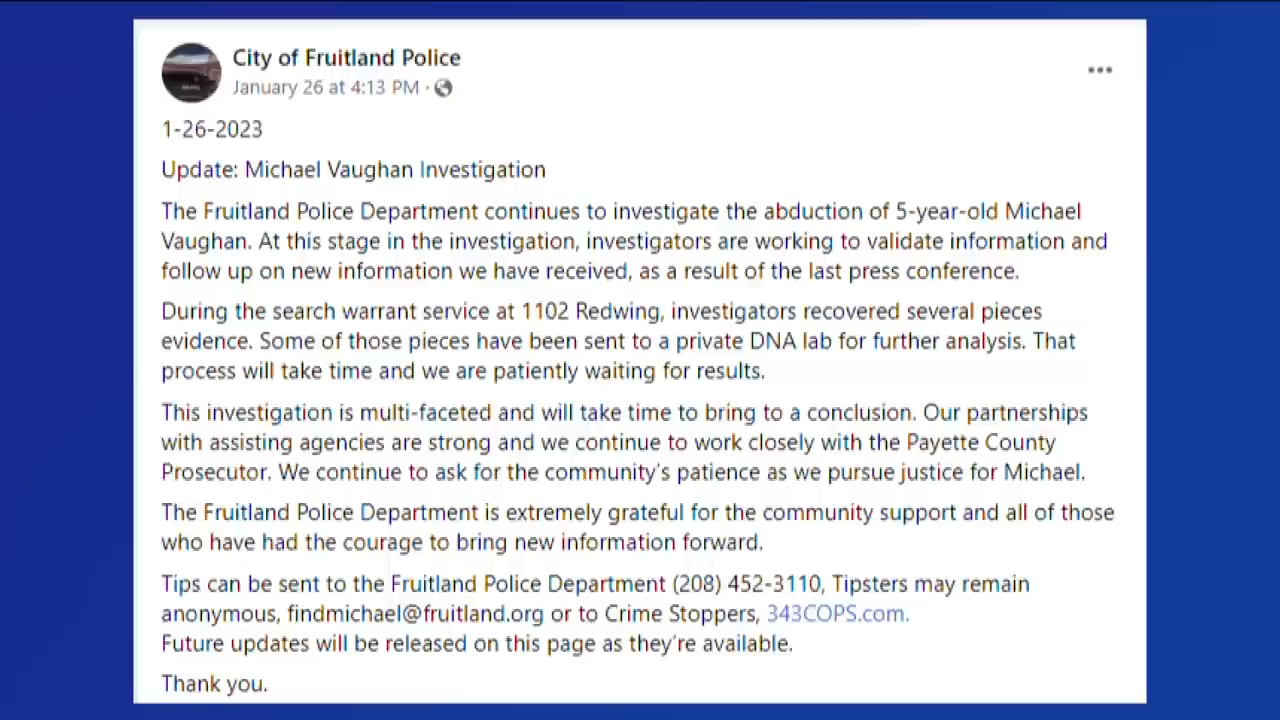 City of Fruitland Police
January 26 at 4:13 PM ·
1-26-2023
Update: Michael Vaughan Investigation
The Fruitland Police Department continues to investigate the abduction of 5-year-old Michael
Vaughan. At this stage in the investigation, investigators are working to validate information and
follow up on new information we have received, as a result of the last press conference.
During the search warrant service at 1102 Redwing, investigators recovered several pieces
evidence. Some of those pieces have been sent to a private DNA lab for further analysis. That
process will take time and we are patiently waiting for results.
This investigation is multi-faceted and will take time to bring to a conclusion. Our partnerships
with assisting agencies are strong and we continue to work closely with the Payette County
Prosecutor. We continue to ask for the community's patience as we pursue justice for Michael.
The Fruitland Police Department is extremely grateful for the community support and all of those
who have had the courage to bring new information forward.
Tips can be sent to the Fruitland Police Department (208) 452-3110, Tipsters may remain
anonymous, findmichael@fruitland.org or to Crime Stoppers, 343COPS.com.
Future updates will be released on this page as they're available.
Thank you.